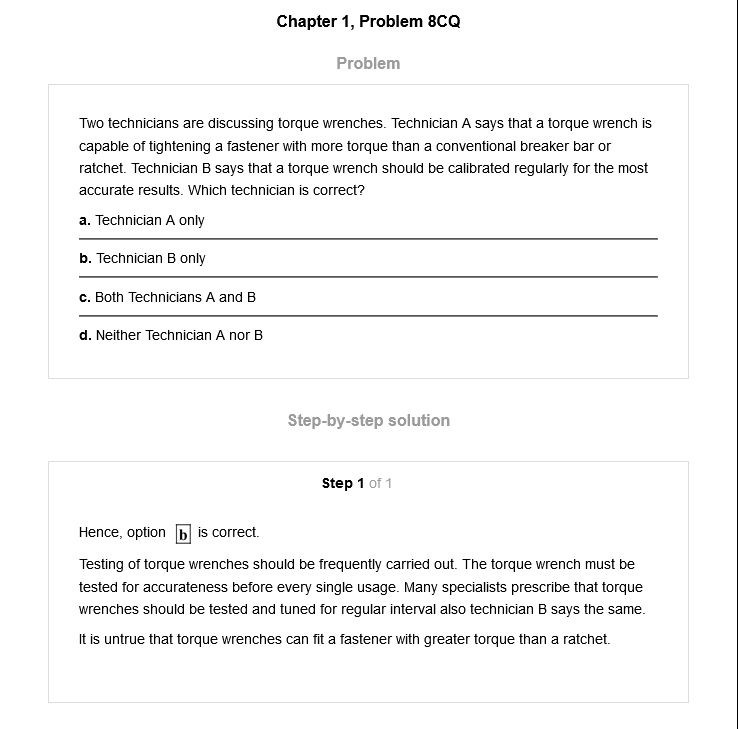 Chapter 1, Problem 8CQ
Problem
Two technicians are discussing torque wrenches. Technician A says that a torque wrench is
capable of tightening a fastener with more torque than a conventional breaker bar or
ratchet. Technician B says that a torque wrench should be calibrated regularly for the most
accurate results. Which technician is correct?
a. Technician A only
b. Technician B only
c. Both Technicians A and B
d. Neither Technician A nor B
Step-by-step solution
Step 1 of 1
Hence, option b is correct.
Testing of torque wrenches should be frequently carried out. The torque wrench must be
tested for accurateness before every single usage. Many specialists prescribe that torque
wrenches should be tested and tuned for regular interval also technician B says the same.
It is untrue that torque wrenches can fit a fastener with greater torque than a ratchet.